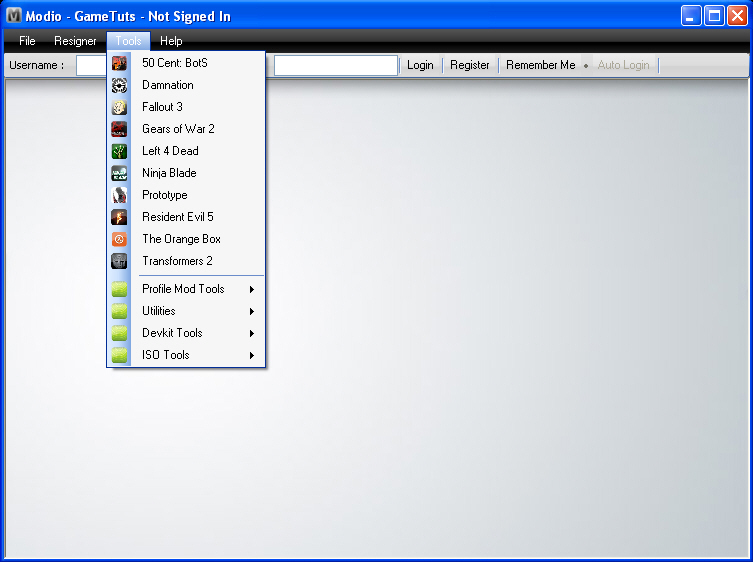 Modio - GameTuts - Not Signed In
File Resigner Tools Help
Username : Login Register Remember Me • Auto Login
50 Cent: BotS
Damnation
Fallout 3
Gears of War 2
Left 4 Dead
Ninja Blade
Prototype
Resident Evil 5
The Orange Box
Transformers 2
Profile Mod Tools
Utilities
Devkit Tools
ISO Tools